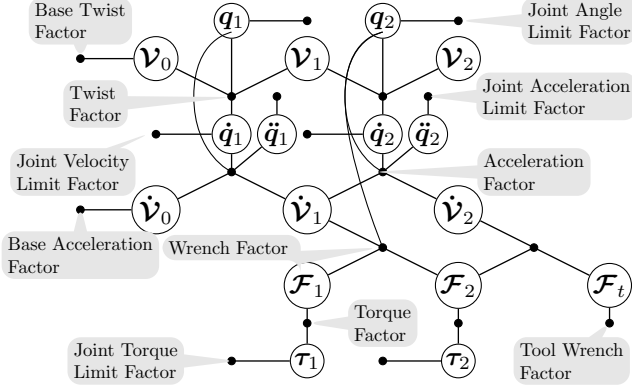 Base Twist
Factor
q₁
q₂
Joint Angle
Limit Factor
𝓥₀
𝓥₁
𝓥₂
Twist
Factor
Joint Acceleration
Limit Factor
q̇₁
q̈₁
q̇₂
q̈₂
Joint Velocity
Limit Factor
Acceleration
Factor
𝓥̇₀
𝓥̇₁
𝓥̇₂
Base Acceleration
Factor
Wrench Factor
𝓕₁
𝓕₂
𝓕ₜ
Torque
Factor
Joint Torque
Limit Factor
τ₁
τ₂
Tool Wrench
Factor